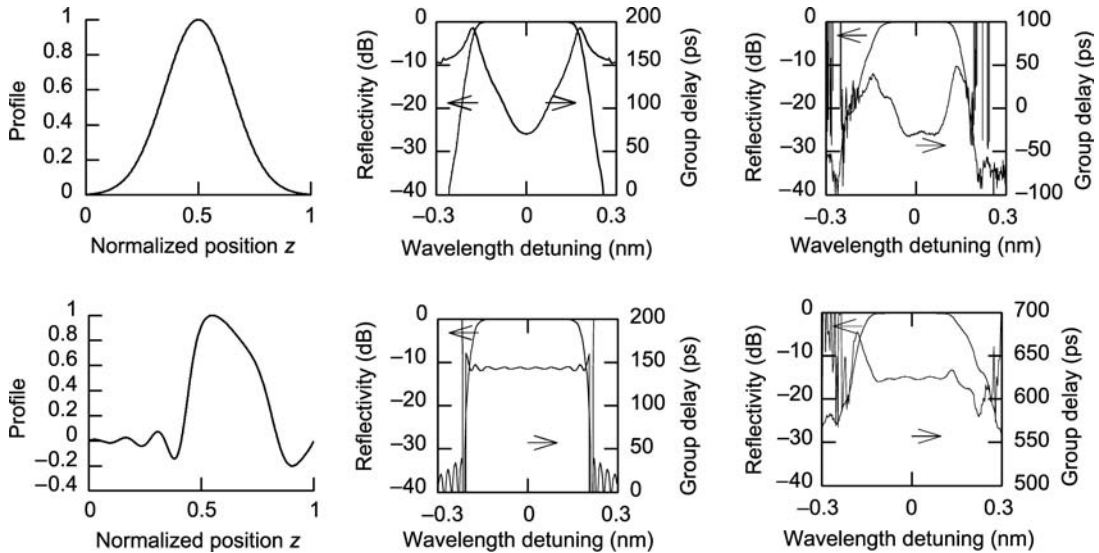 1
0.8
0.6
0.4
0.2
0
Profile
0 0.5 1
Normalized position z
0
–10
–20
–30
–40
Reflectivity (dB)
200
150
100
50
0
Group delay (ps)
–0.3 0 0.3
Wavelength detuning (nm)
0
–10
–20
–30
–40
Reflectivity (dB)
100
50
0
–50
–100
Group delay (ps)
–0.3 0 0.3
Wavelength detuning (nm)
1
0.8
0.6
0.4
0.2
0
–0.2
–0.4
Profile
0 0.5 1
Normalized position z
0
–10
–20
–30
–40
Reflectivity (dB)
200
150
100
50
0
Group delay (ps)
–0.3 0 0.3
Wavelength detuning (nm)
0
–10
–20
–30
–40
Reflectivity (dB)
700
650
600
550
500
Group delay (ps)
–0.3 0 0.3
Wavelength detuning (nm)